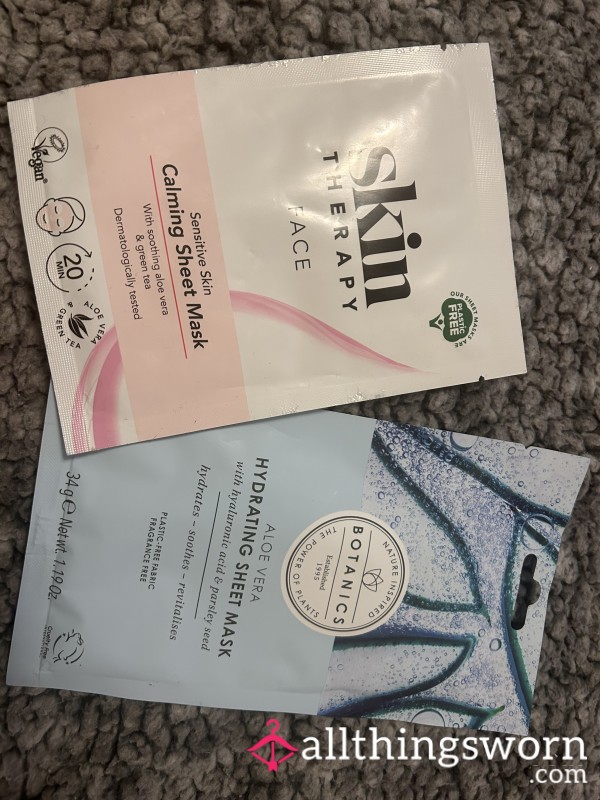 skin
THERAPY
FACE
OUR SHEET MASKS ARE
PLASTIC
FREE
Sensitive Skin
Calming Sheet Mask
With soothing aloe vera
& green tea
Dermatologically tested
Vegan
20
MIN
ALOE VERA
GREEN TEA
NATURE INSPIRED
BOTANICS
Established
1995
THE POWER OF PLANTS
ALOE VERA
HYDRATING SHEET MASK
with hyaluronic acid & parsley seed
hydrates – soothes – revitalises
PLASTIC-FREE FABRIC
FRAGRANCE FREE
34g e Net wt. 1.19oz
Cruelty Free
allthingsworn
.com